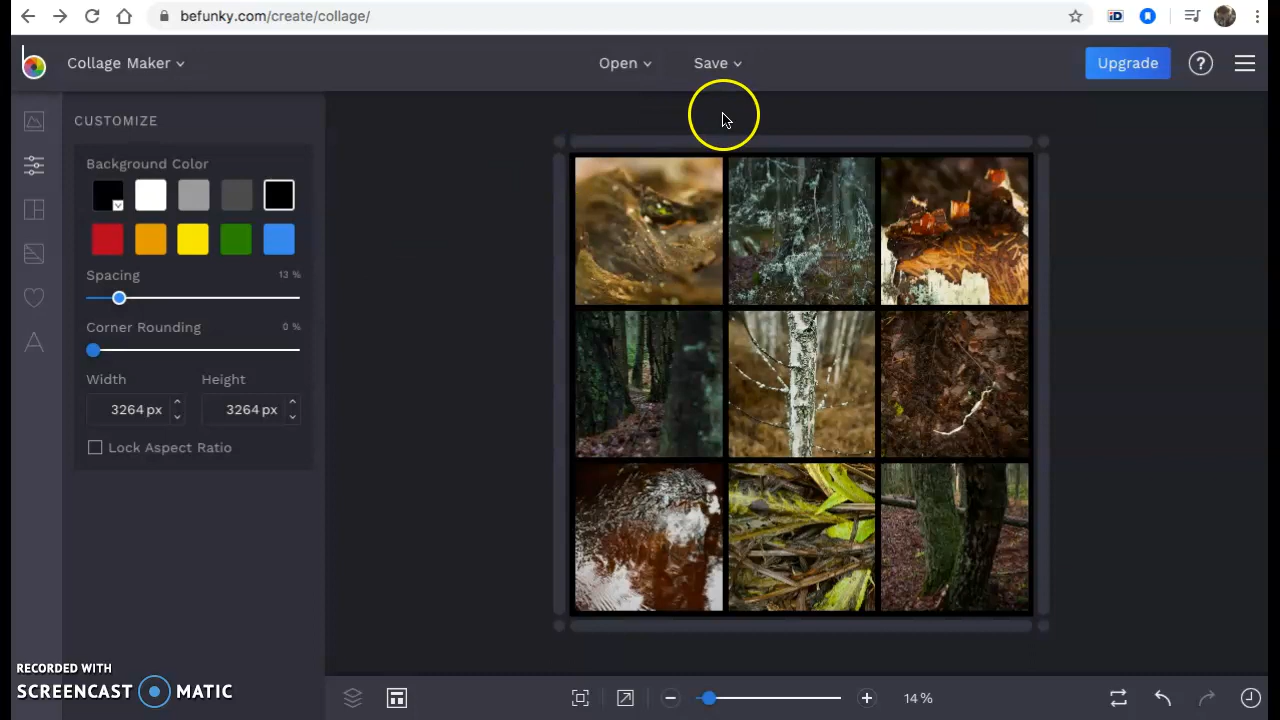 befunky.com/create/collage/
iD
b
Collage Maker
Open
Save
Upgrade
?
CUSTOMIZE
Background Color
Spacing
13 %
Corner Rounding
0 %
Width
Height
3264 px
3264 px
Lock Aspect Ratio
A
RECORDED WITH
SCREENCAST MATIC
14 %